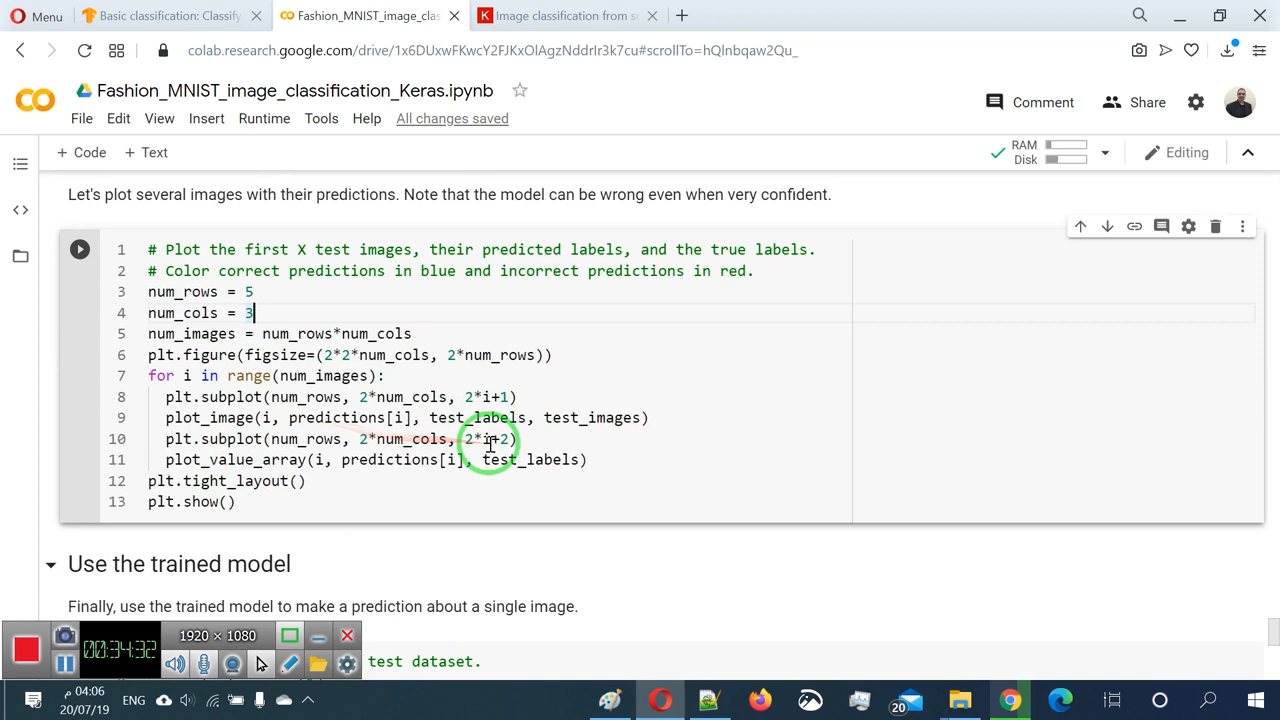 Menu
Basic classification: Classify
Fashion_MNIST_image_clas
Image classification from sc
colab.research.google.com/drive/1x6DUxwFKwcY2FJKxOlAgzNddrIr3k7cu#scrollTo=hQlnbqaw2Qu_
Fashion_MNIST_image_classification_Keras.ipynb
Comment
Share
File Edit View Insert Runtime Tools Help All changes saved
+ Code + Text
RAM
Disk
Editing
Let's plot several images with their predictions. Note that the model can be wrong even when very confident.
1 # Plot the first X test images, their predicted labels, and the true labels.
2 # Color correct predictions in blue and incorrect predictions in red.
3 num_rows = 5
4 num_cols = 3
5 num_images = num_rows*num_cols
6 plt.figure(figsize=(2*2*num_cols, 2*num_rows))
7 for i in range(num_images):
8 plt.subplot(num_rows, 2*num_cols, 2*i+1)
9 plot_image(i, predictions[i], test_labels, test_images)
10 plt.subplot(num_rows, 2*num_cols, 2*i+2)
11 plot_value_array(i, predictions[i], test_labels)
12 plt.tight_layout()
13 plt.show()
Use the trained model
Finally, use the trained model to make a prediction about a single image.
1920 × 1080
00:34:32
test dataset.
ENG
04:06 م
20/07/19
20